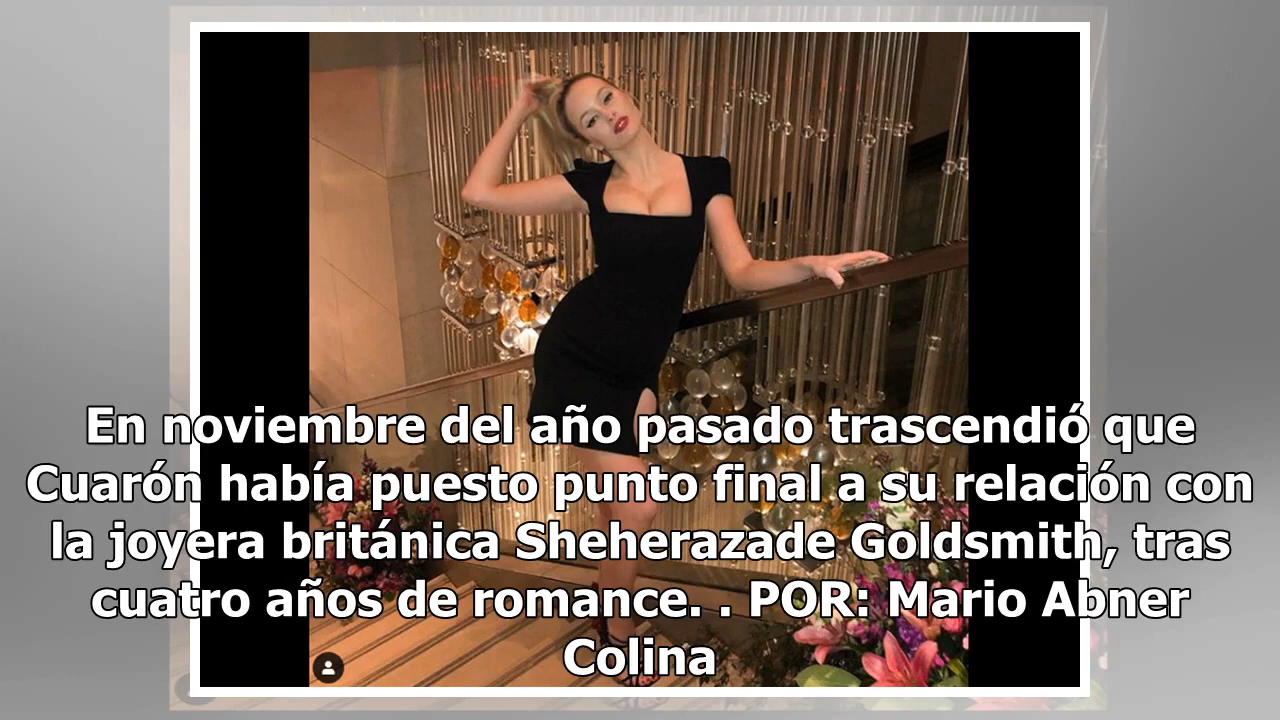 En noviembre del año pasado trascendió que
Cuarón había puesto punto final a su relación con
la joyera británica Sheherazade Goldsmith, tras
cuatro años de romance. . POR: Mario Abner
Colina